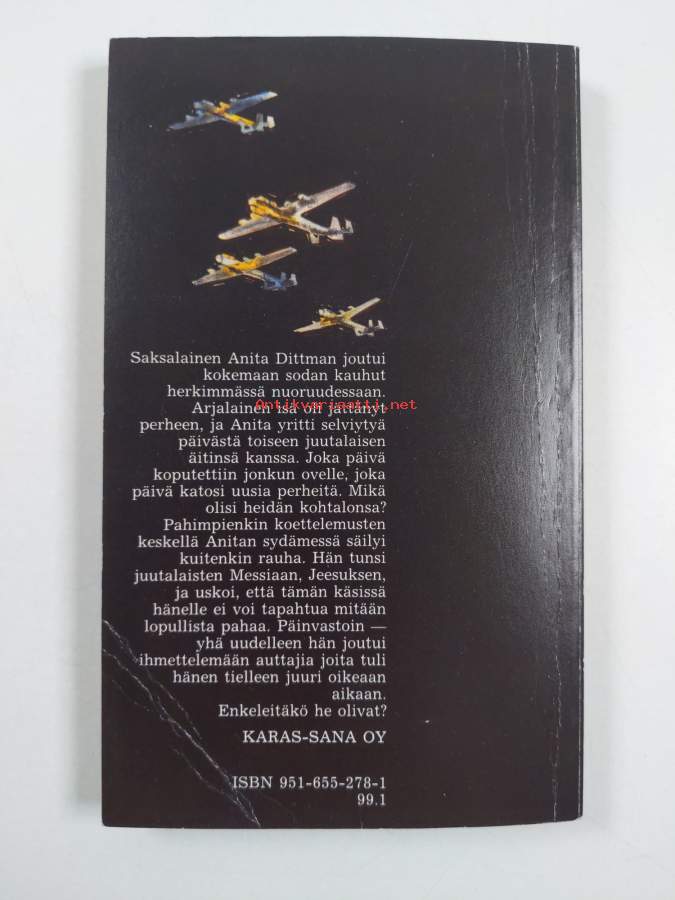 Saksalainen Anita Dittman joutui
kokemaan sodan kauhut
herkimmässä nuoruudessaan.
Antikvariaatti.net
Arjalainen isä oli jättänyt
perheen, ja Anita yritti selviytyä
päivästä toiseen juutalaisen
äitinsä kanssa. Joka päivä
koputettiin jonkun ovelle, joka
päivä katosi uusia perheitä. Mikä
olisi heidän kohtalonsa?
Pahimpienkin koettelemusten
keskellä Anitan sydämessä säilyi
kuitenkin rauha. Hän tunsi
juutalaisten Messiaan, Jeesuksen,
ja uskoi, että tämän käsissä
hänelle ei voi tapahtua mitään
lopullista pahaa. Päinvastoin —
yhä uudelleen hän joutui
ihmettelemään auttajia joita tuli
hänen tielleen juuri oikeaan
aikaan.
Enkeleitäkö he olivat?
KARAS-SANA OY
ISBN 951-655-278-1
99.1